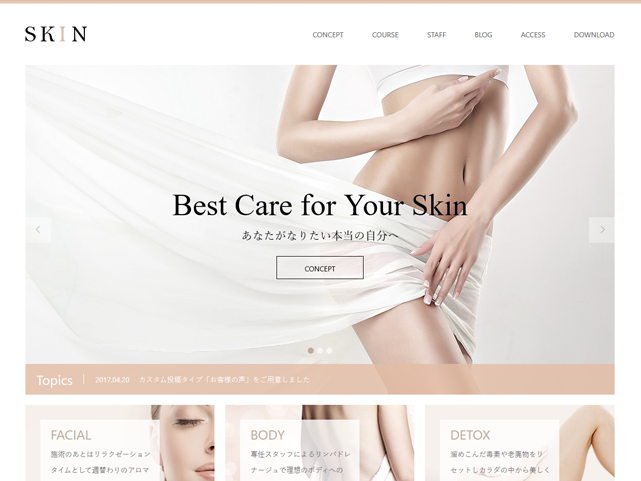 SKIN
CONCEPT COURSE STAFF BLOG ACCESS DOWNLOAD
Best Care for Your Skin
あなたがなりたい本当の自分へ
CONCEPT
Topics 2017.04.20 カスタム投稿タイプ「お客様の声」をご用意しました
FACIAL
施術のあとはリラクゼーション
タイムとして週替わりのアロマ
BODY
専任スタッフによるリンパドレ
ナージュで理想のボディへの
DETOX
溜めこんだ毒素や老廃物をリ
セットしカラダの中から美しく